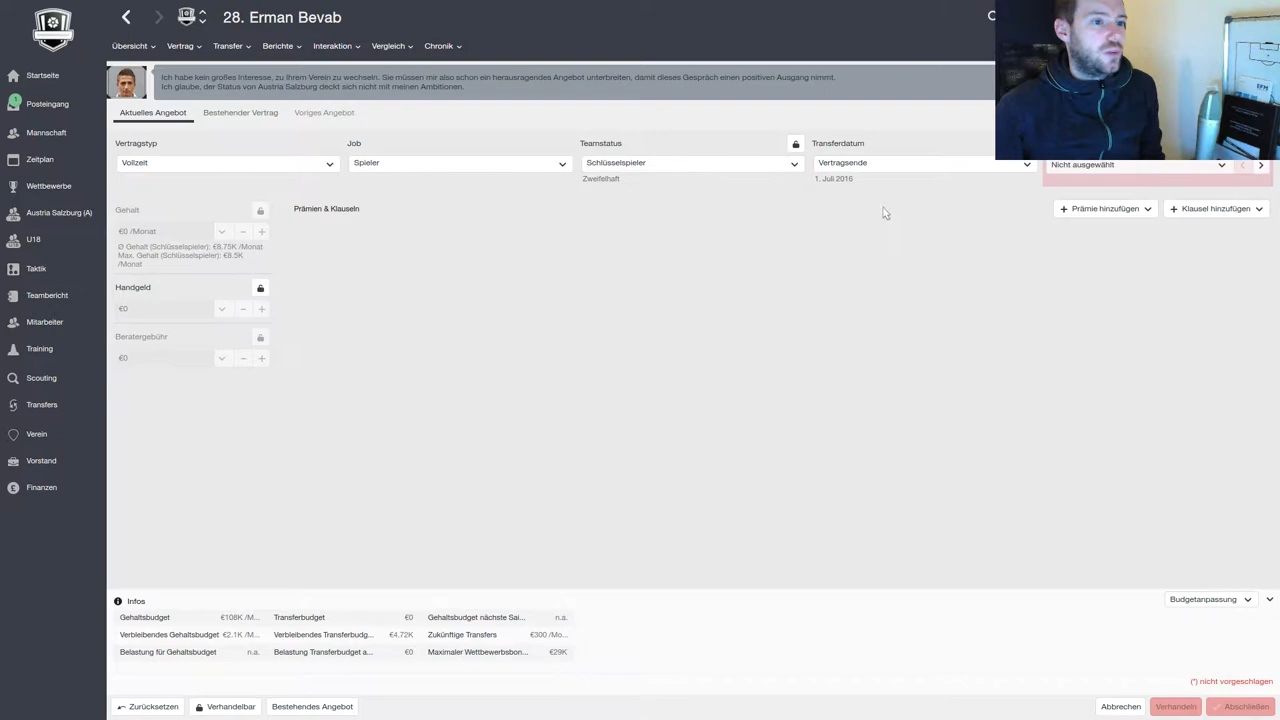 28. Erman Bevab
Übersicht
Vertrag
Transfer
Berichte
Interaktion
Vergleich
Chronik
Startseite
1
Posteingang
Mannschaft
Zeitplan
Wettbewerbe
Austria Salzburg (A)
U18
Taktik
Teambericht
Mitarbeiter
Training
Scouting
Transfers
Verein
Vorstand
Finanzen
Ich habe kein großes Interesse, zu Ihrem Verein zu wechseln. Sie müssen mir also schon ein herausragendes Angebot unterbreiten, damit dieses Gespräch einen positiven Ausgang nimmt.
Ich glaube, der Status von Austria Salzburg deckt sich nicht mit meinen Ambitionen.
Aktuelles Angebot
Bestehender Vertrag
Voriges Angebot
Vertragstyp
Job
Teamstatus
Transferdatum
Vollzeit
Spieler
Schlüsselspieler
Vertragsende
Nicht ausgewählt
Zweifelhaft
1. Juli 2016
Gehalt
Prämien & Klauseln
+ Prämie hinzufügen
+ Klausel hinzufügen
€0 /Monat
Ø Gehalt (Schlüsselspieler): €8.75K /Monat
Max. Gehalt (Schlüsselspieler): €8.5K
/Monat
Handgeld
€0
Beratergebühr
€0
Infos
Budgetanpassung
Gehaltsbudget €108K /M...
Transferbudget €0
Gehaltsbudget nächste Sai... n.a.
Verbleibendes Gehaltsbudget €2.1K /M...
Verbleibendes Transferbudg... €4.72K
Zukünftige Transfers €300 /Mo...
Belastung für Gehaltsbudget n.a.
Belastung Transferbudget a... €0
Maximaler Wettbewerbsbon... €29K
(*) nicht vorgeschlagen
Zurücksetzen
Verhandelbar
Bestehendes Angebot
Abbrechen
Verhandeln
Abschließen